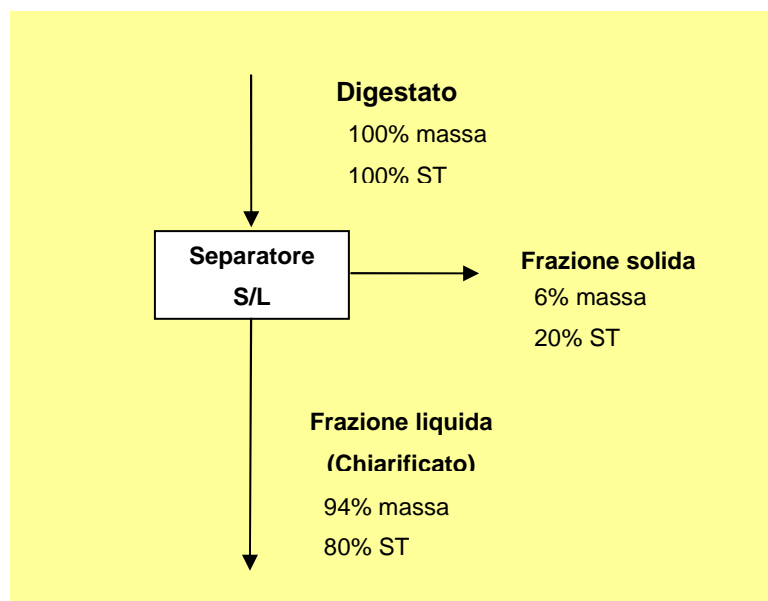 Digestato
100% massa
100% ST
Separatore
S/L
Frazione solida
6% massa
20% ST
Frazione liquida
(Chiarificato)
94% massa
80% ST